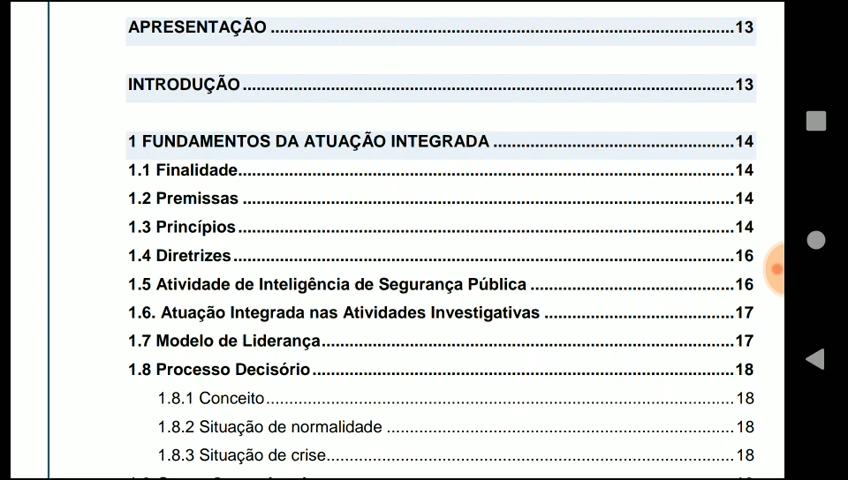 APRESENTAÇÃO ........................................................................................................13
INTRODUÇÃO..............................................................................................................13
1 FUNDAMENTOS DA ATUAÇÃO INTEGRADA ....................................................14
1.1 Finalidade.............................................................................................................14
1.2 Premissas ............................................................................................................14
1.3 Princípios.............................................................................................................14
1.4 Diretrizes..............................................................................................................16
1.5 Atividade de Inteligência de Segurança Pública .............................................16
1.6. Atuação Integrada nas Atividades Investigativas ..........................................17
1.7 Modelo de Liderança...........................................................................................17
1.8 Processo Decisório.............................................................................................18
1.8.1 Conceito........................................................................................................18
1.8.2 Situação de normalidade .............................................................................18
1.8.3 Situação de crise..........................................................................................18